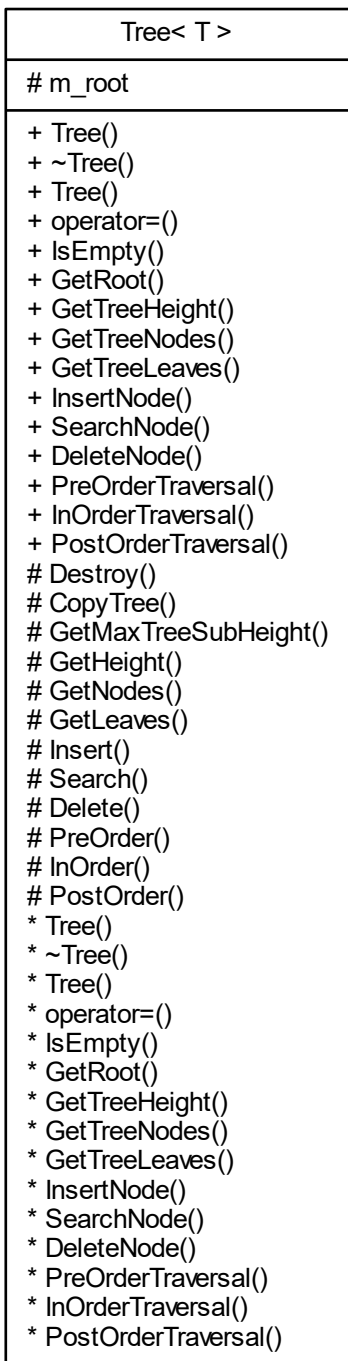 Tree< T >
# m_root
+ Tree()
+ ~Tree()
+ Tree()
+ operator=()
+ IsEmpty()
+ GetRoot()
+ GetTreeHeight()
+ GetTreeNodes()
+ GetTreeLeaves()
+ InsertNode()
+ SearchNode()
+ DeleteNode()
+ PreOrderTraversal()
+ InOrderTraversal()
+ PostOrderTraversal()
# Destroy()
# CopyTree()
# GetMaxTreeSubHeight()
# GetHeight()
# GetNodes()
# GetLeaves()
# Insert()
# Search()
# Delete()
# PreOrder()
# InOrder()
# PostOrder()
* Tree()
* ~Tree()
* Tree()
* operator=()
* IsEmpty()
* GetRoot()
* GetTreeHeight()
* GetTreeNodes()
* GetTreeLeaves()
* InsertNode()
* SearchNode()
* DeleteNode()
* PreOrderTraversal()
* InOrderTraversal()
* PostOrderTraversal()